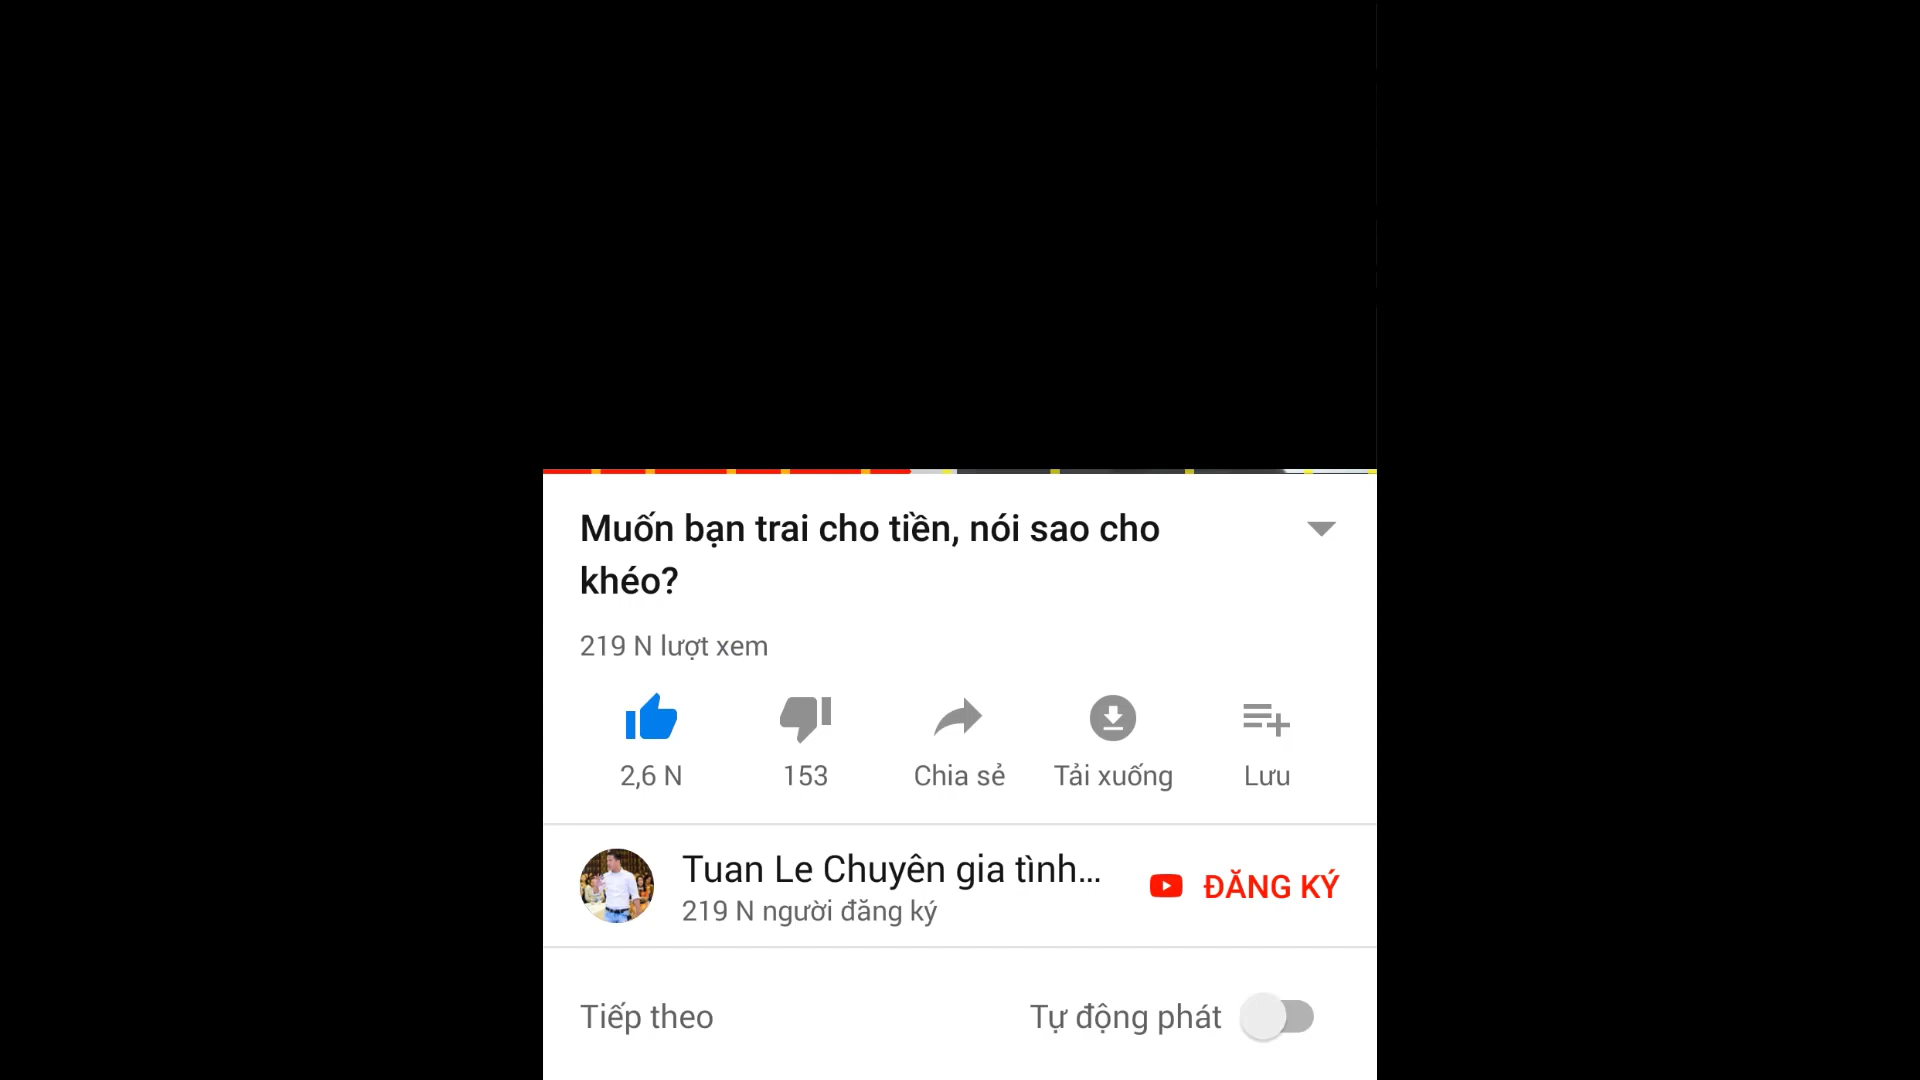 Muốn bạn trai cho tiền, nói sao cho
khéo?
219 N lượt xem
2,6 N
153
Chia sẻ
Tải xuống
Lưu
Tuan Le Chuyên gia tình...
219 N người đăng ký
ĐĂNG KÝ
Tiếp theo
Tự động phát